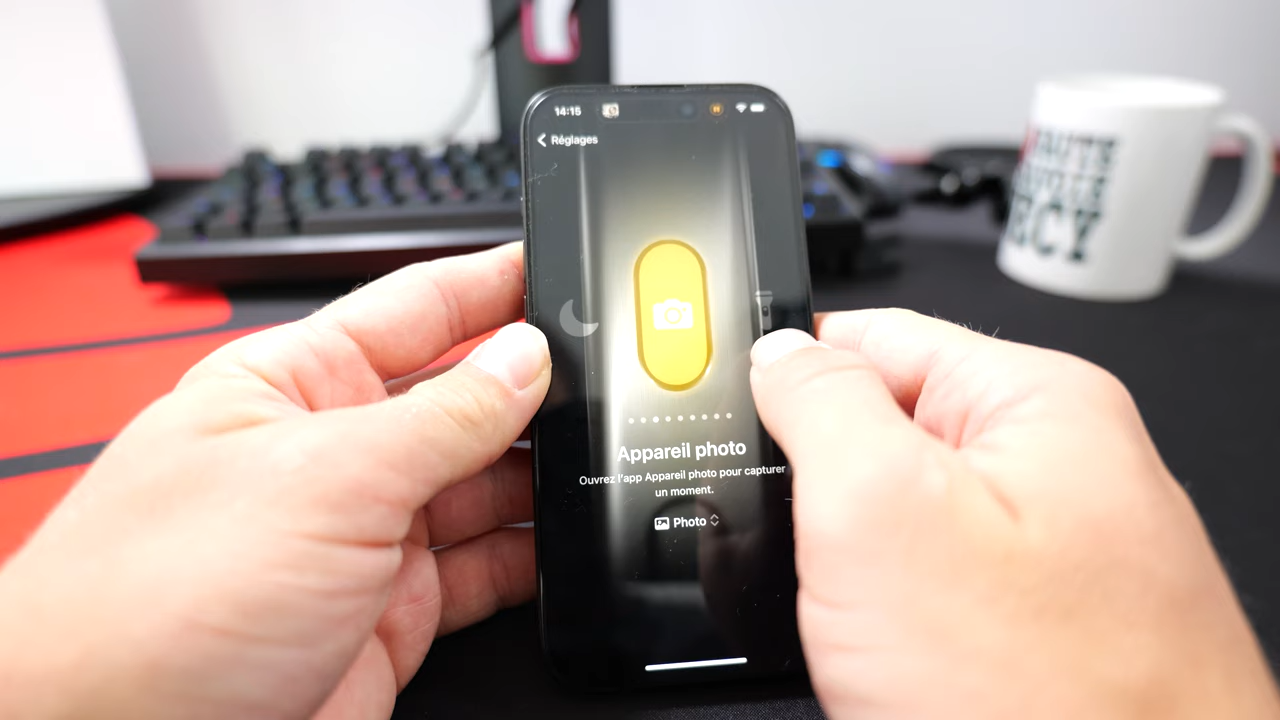 14:15
Réglages
Appareil photo
Ouvrez l'app Appareil photo pour capturer
un moment.
Photo